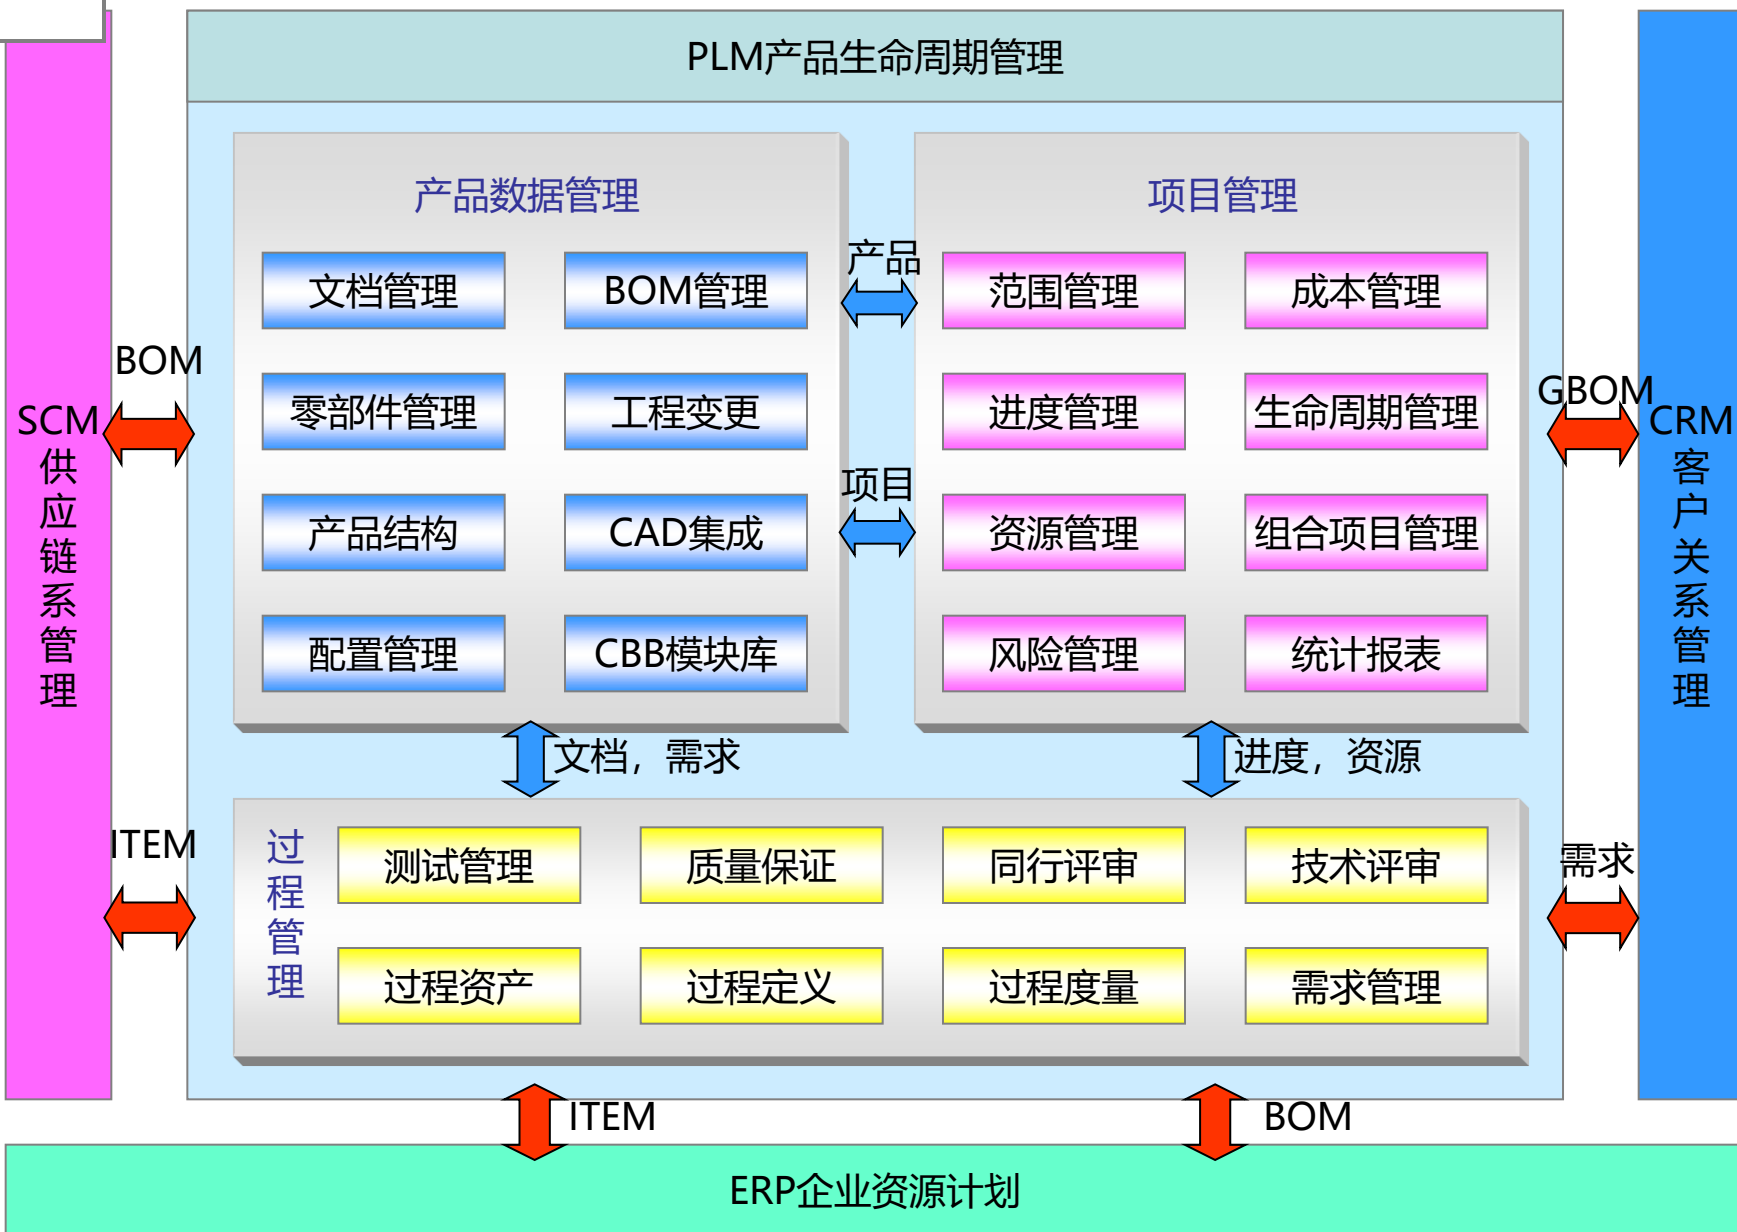 PLM产品生命周期管理
产品数据管理
文档管理
BOM管理
零部件管理
工程变更
产品结构
CAD集成
配置管理
CBB模块库
产品
项目
项目管理
范围管理
成本管理
进度管理
生命周期管理
资源管理
组合项目管理
风险管理
统计报表
文档，需求
进度，资源
过程管理
测试管理
质量保证
同行评审
技术评审
过程资产
过程定义
过程度量
需求管理
BOM
ITEM
SCM
供应链系管理
GBOM
需求
CRM
客户关系管理
ITEM
BOM
ERP企业资源计划